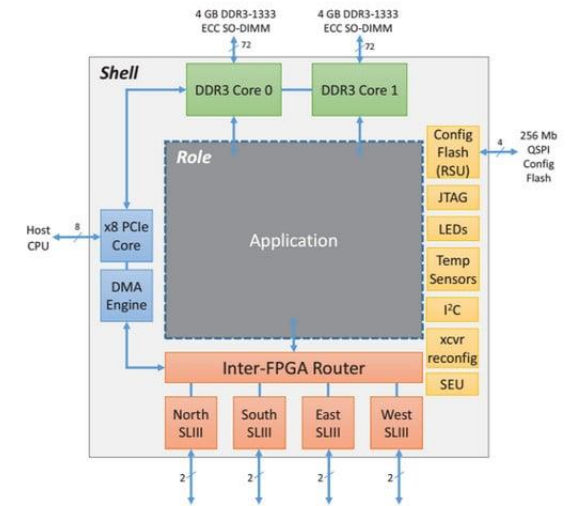 4 GB DDR3-1333
ECC SO-DIMM
4 GB DDR3-1333
ECC SO-DIMM
72
72
Shell
DDR3 Core 0
DDR3 Core 1
Role
Application
Config
Flash
(RSU)
4
256 Mb
QSPI
Config
Flash
JTAG
LEDs
Temp
Sensors
I²C
xcvr
reconfig
SEU
Host
CPU
8
x8 PCIe
Core
DMA
Engine
Inter-FPGA Router
North
SLIII
South
SLIII
East
SLIII
West
SLIII
2
2
2
2